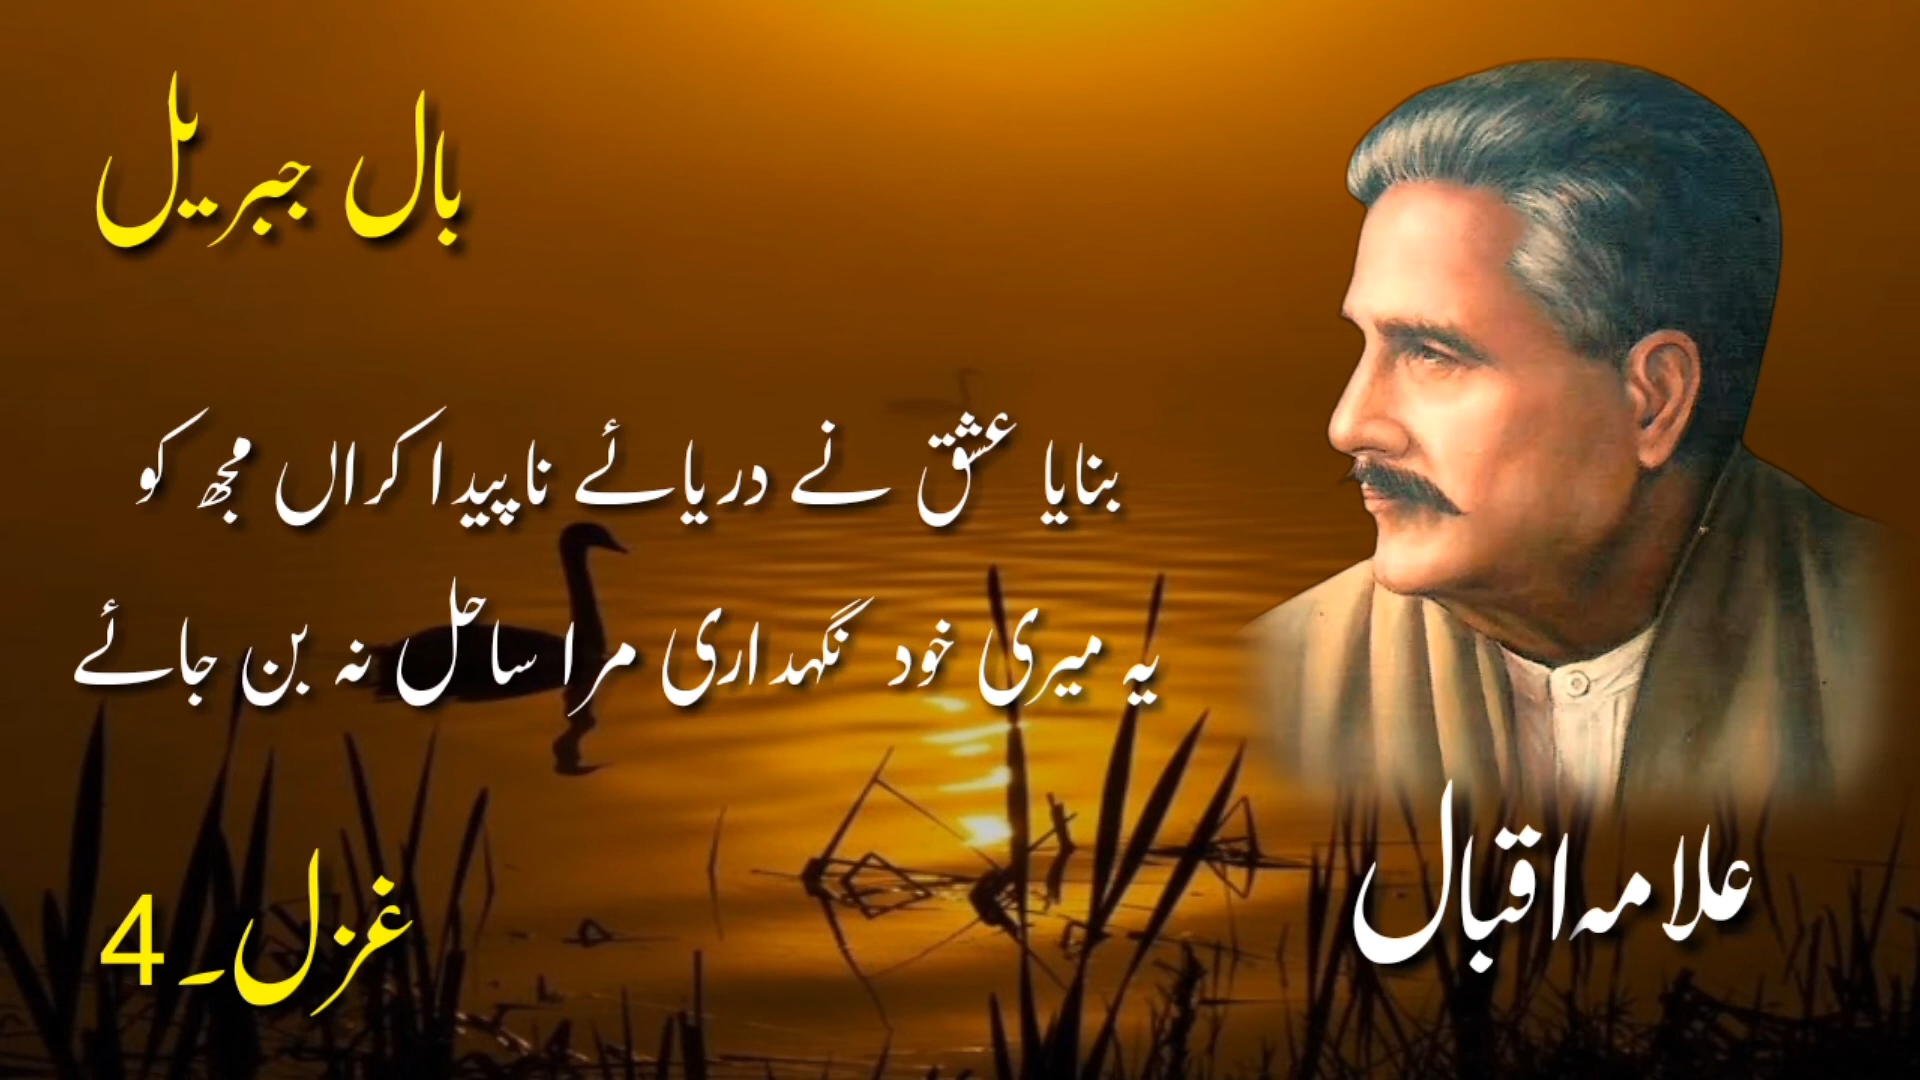 بال جبریل
بنایا عشق نے دریائے ناپیدا کراں مجھ کو
یہ میری خود نگہداری مرا ساحل نہ بن جائے
علامہ اقبال
غزل۔4